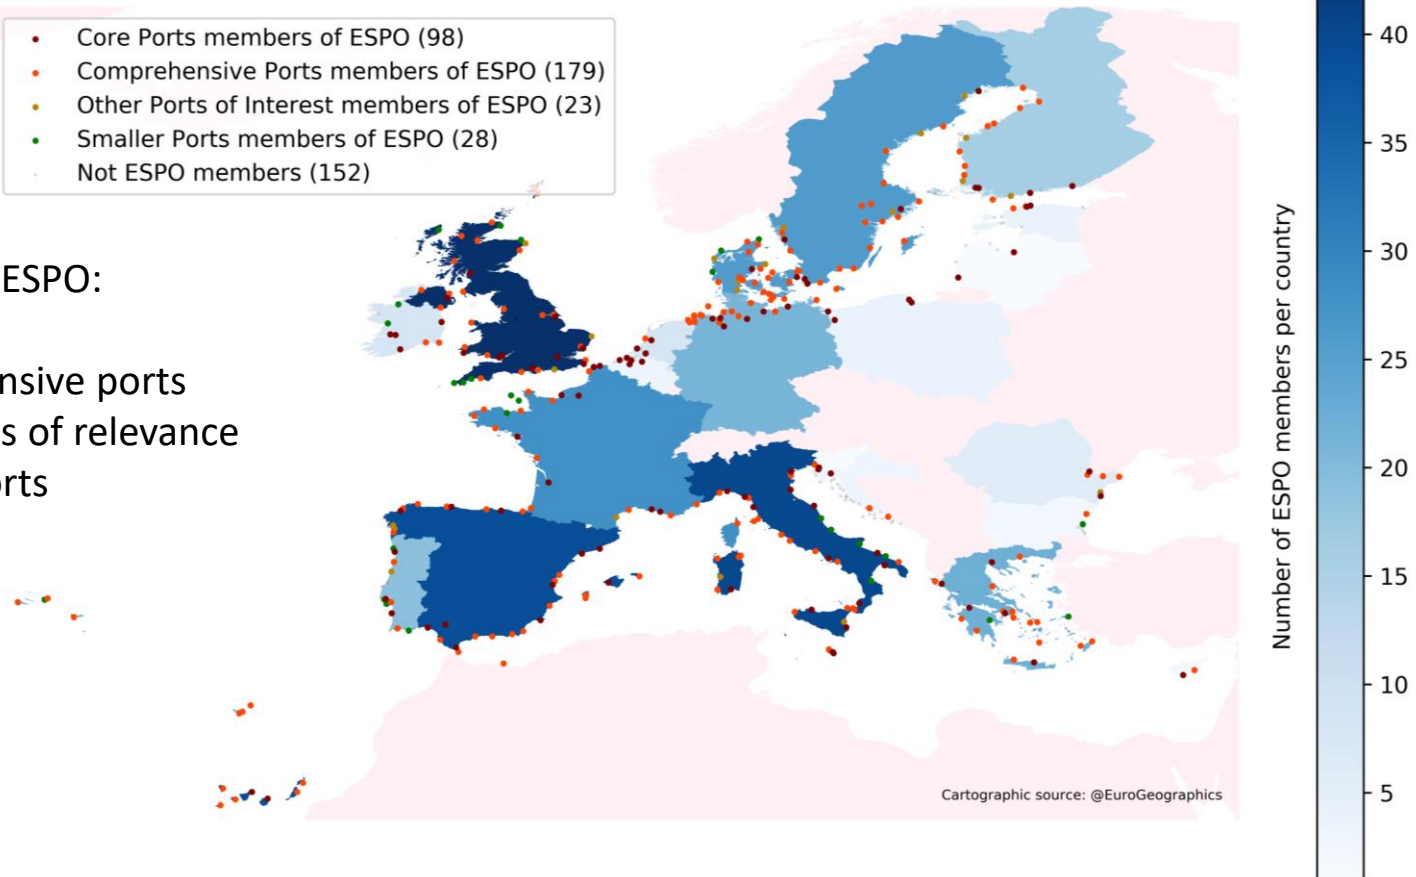 Core Ports members of ESPO (98)
Comprehensive Ports members of ESPO (179)
Other Ports of Interest members of ESPO (23)
Smaller Ports members of ESPO (28)
Not ESPO members (152)
ESPO:
nsive ports
s of relevance
orts
Number of ESPO members per country
40
35
30
25
20
15
10
5
Cartographic source: @EuroGeographics